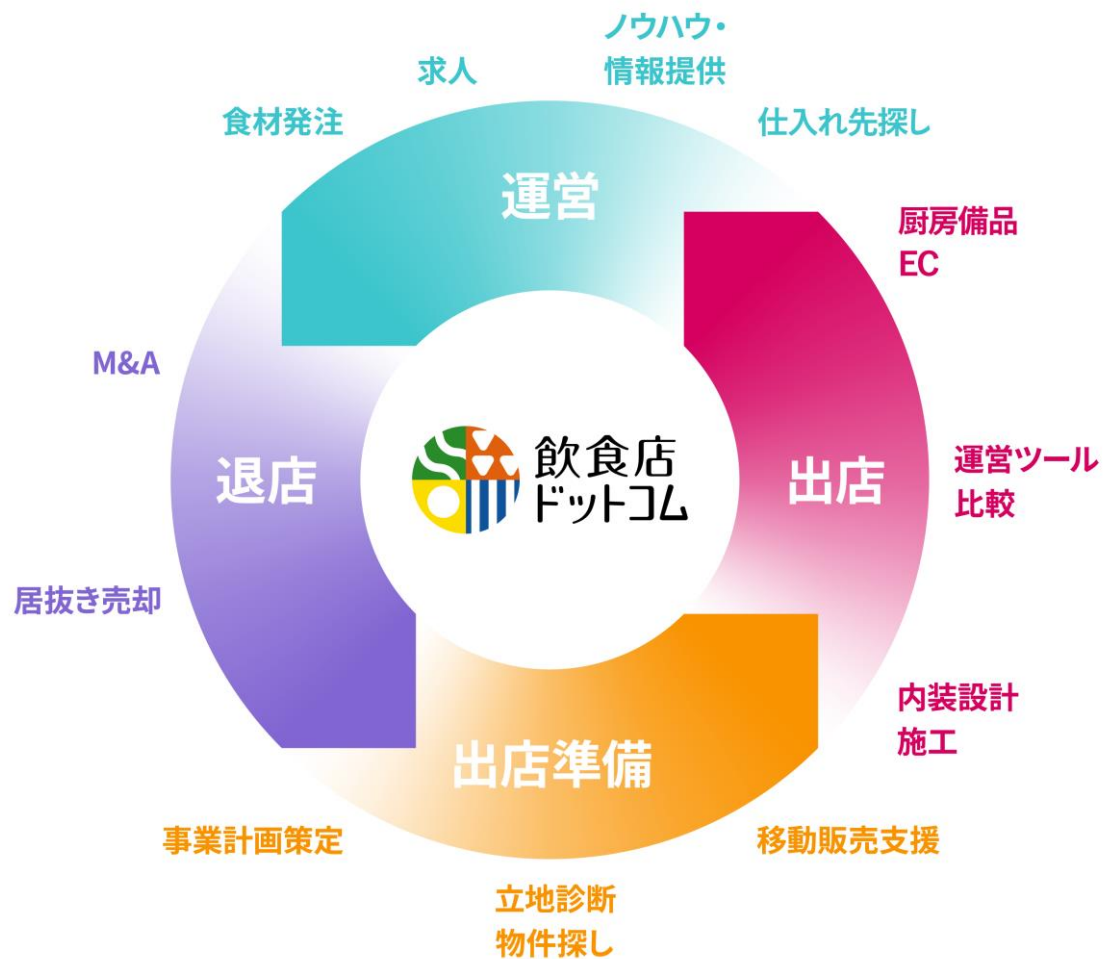 ノウハウ・
情報提供
求人
食材発注
仕入れ先探し
運営
厨房備品
EC
M&A
退店
飲食店
ドットコム
出店
運営ツール
比較
居抜き売却
内装設計
施工
出店準備
事業計画策定
移動販売支援
立地診断
物件探し